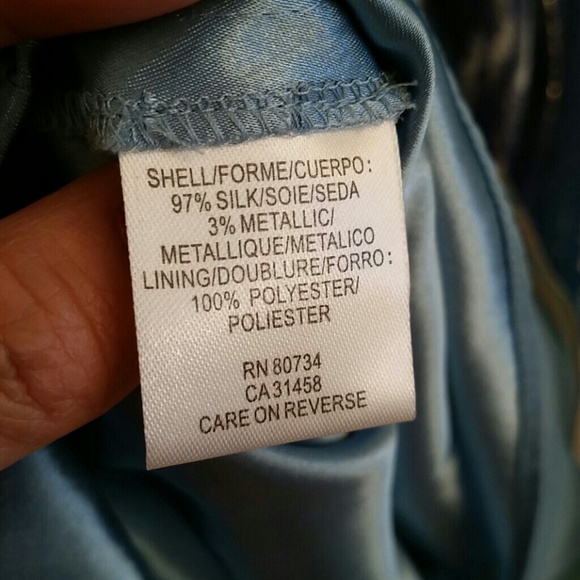 SHELL/FORME/CUERPO:
97% SILK/SOIE/SEDA
3% METALLIC/
METALLIQUE/METALICO
LINING/DOUBLURE/FORRO:
100% POLYESTER/
POLIESTER
RN 80734
CA 31458
CARE ON REVERSE